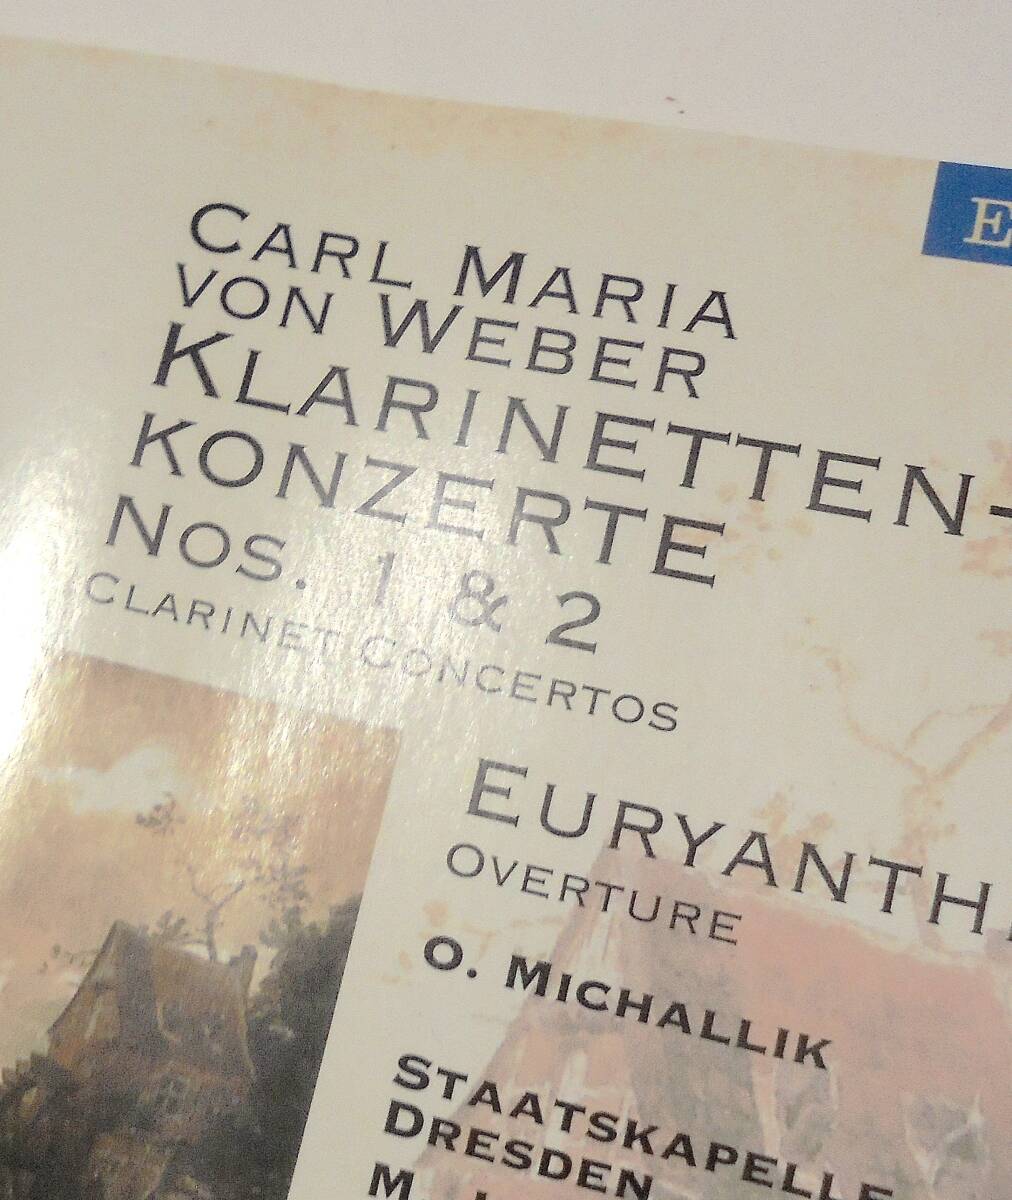 CARL MARIA
VON WEBER
KLARINETTEN-
KONZERTE
NOS. 1 & 2
CLARINET CONCERTOS
EURYANTH
OVERTURE
O. MICHALLIK
STAATSKAPELLE
DRESDEN
E